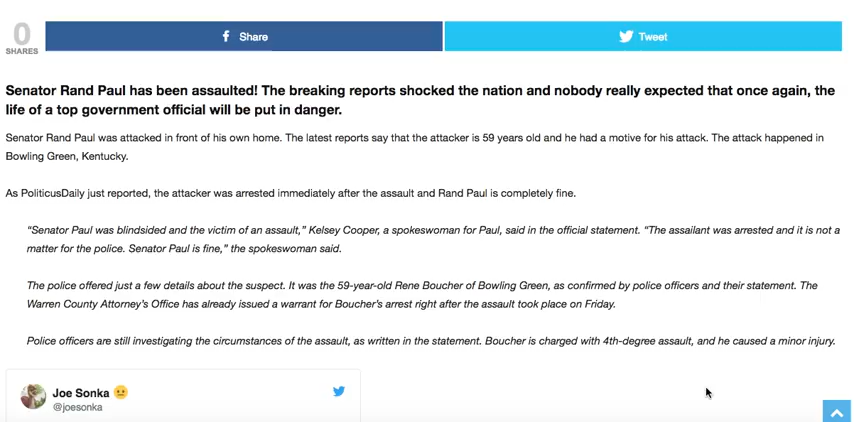 0
SHARES
Share
Tweet
Senator Rand Paul has been assaulted! The breaking reports shocked the nation and nobody really expected that once again, the
life of a top government official will be put in danger.
Senator Rand Paul was attacked in front of his own home. The latest reports say that the attacker is 59 years old and he had a motive for his attack. The attack happened in
Bowling Green, Kentucky.
As PoliticusDaily just reported, the attacker was arrested immediately after the assault and Rand Paul is completely fine.
“Senator Paul was blindsided and the victim of an assault,” Kelsey Cooper, a spokeswoman for Paul, said in the official statement. “The assailant was arrested and it is not a
matter for the police. Senator Paul is fine,” the spokeswoman said.
The police offered just a few details about the suspect. It was the 59-year-old Rene Boucher of Bowling Green, as confirmed by police officers and their statement. The
Warren County Attorney’s Office has already issued a warrant for Boucher’s arrest right after the assault took place on Friday.
Police officers are still investigating the circumstances of the assault, as written in the statement. Boucher is charged with 4th-degree assault, and he caused a minor injury.
Joe Sonka 😐
@joesonka